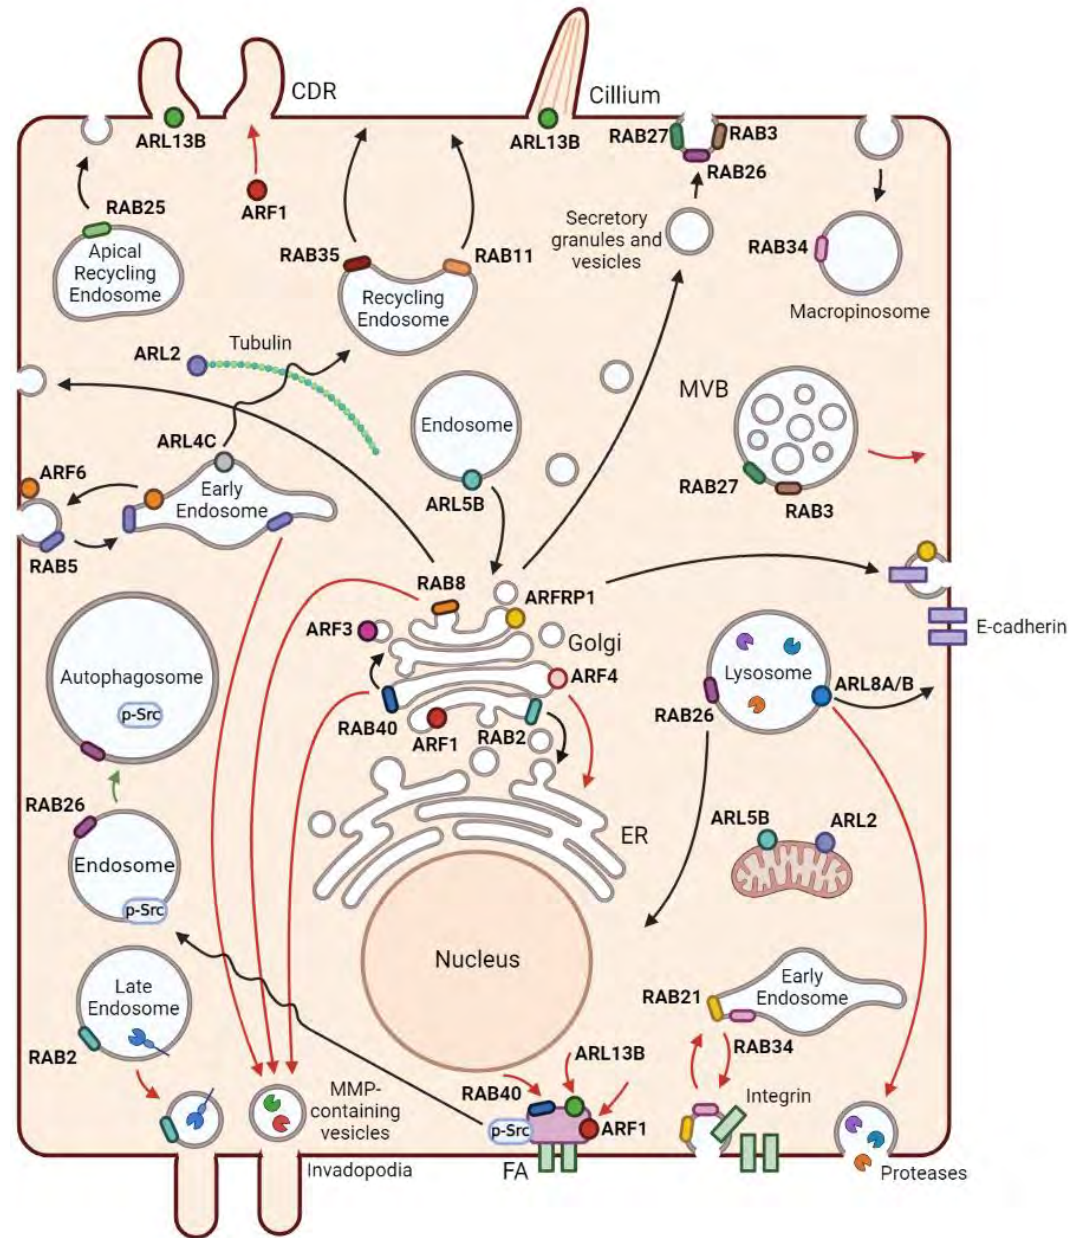 CDR
Cillium
ARL13B
ARL13B
RAB27
RAB3
RAB26
RAB25
ARF1
Apical
Recycling
Endosome
RAB35
RAB11
Recycling
Endosome
Secretory
granules and
vesicles
RAB34
Macropinosome
ARL2
Tubulin
Endosome
ARL5B
MVB
RAB27
RAB3
ARL4C
ARF6
Early
Endosome
RAB5
RAB8
ARFRP1
ARF3
Golgi
ARF4
RAB40
ARF1
RAB2
E-cadherin
Autophagosome
p-Src
Lysosome
ARL8A/B
RAB26
ER
RAB26
Endosome
p-Src
ARL5B
ARL2
Nucleus
Late
Endosome
RAB2
RAB21
Early
Endosome
RAB34
ARL13B
RAB40
p-Src
ARF1
FA
MMP-
containing
vesicles
Invadopodia
Integrin
Proteases